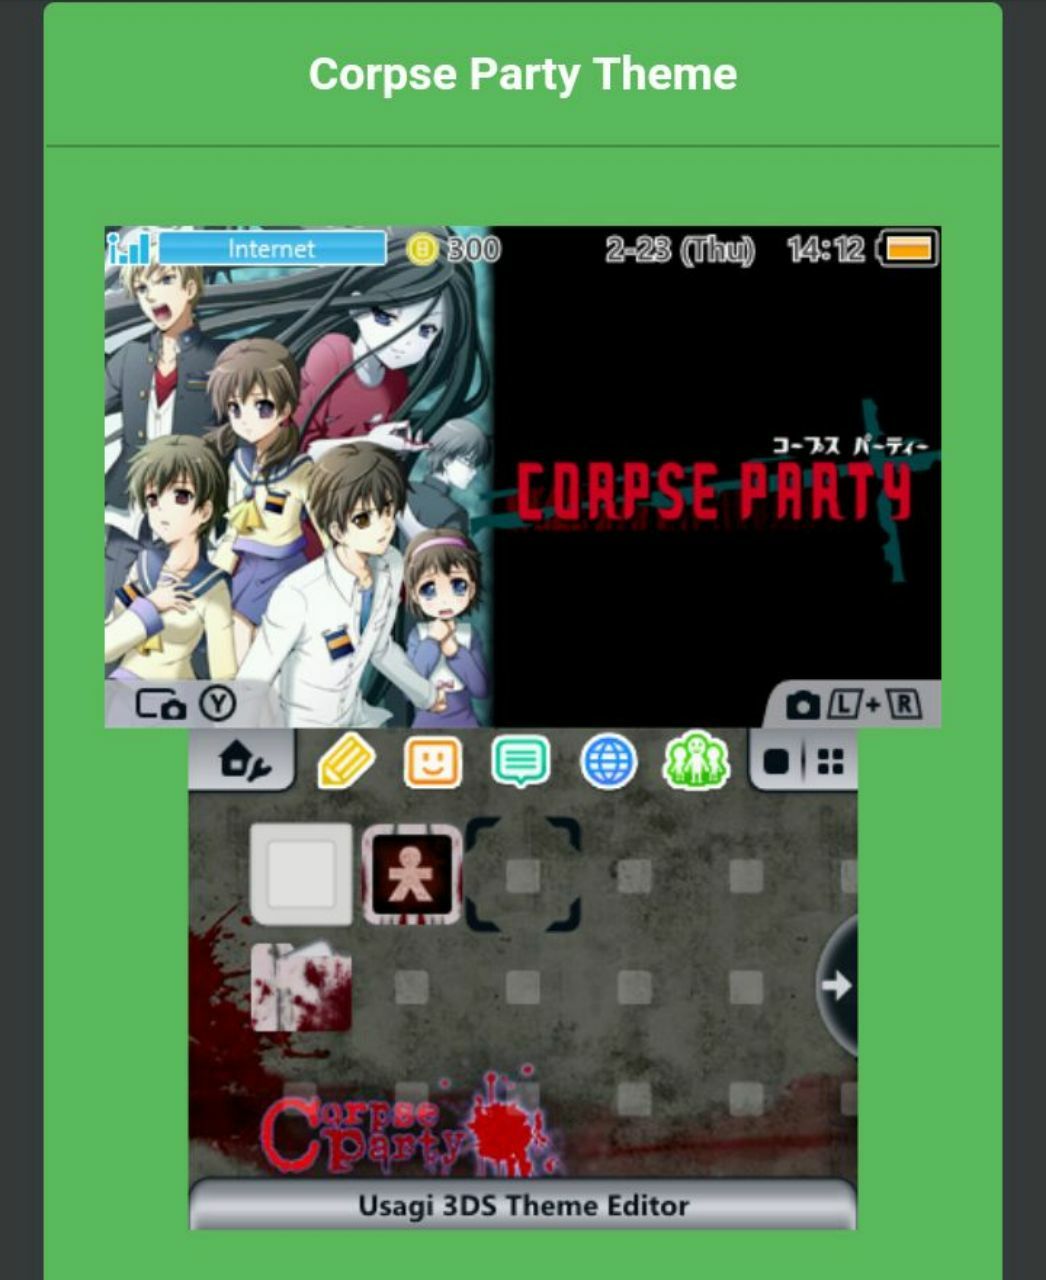 Corpse Party Theme
Internet
300
2-23 (Thu)
14:12
コープス パーティー
CORPSE PARTY
Y
L+R
Corpse
Party
Usagi 3DS Theme Editor